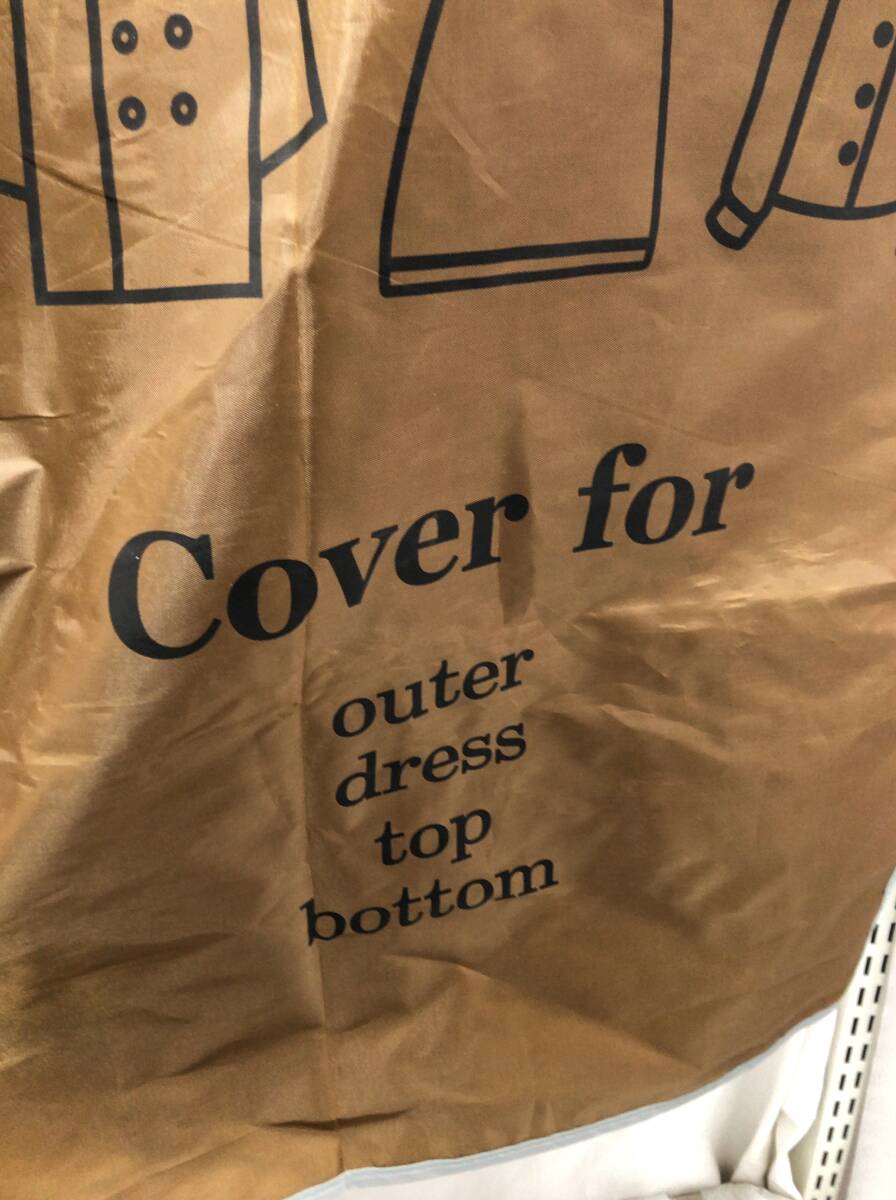 Cover for
outer
dress
top
bottom